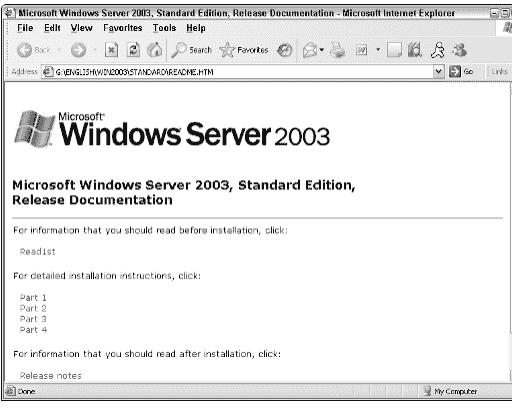 Microsoft Windows Server 2003, Standard Edition, Release Documentation - Microsoft Internet Explorer
File Edit View Favorites Tools Help
Back Search Favorites
Address G:\ENGLISH\WIN2003\STANDARD\README.HTM Go Links
Microsoft
Windows Server 2003
Microsoft Windows Server 2003, Standard Edition,
Release Documentation
For information that you should read before installation, click:
Read1st
For detailed installation instructions, click:
Part 1
Part 2
Part 3
Part 4
For information that you should read after installation, click:
Release notes
Done My Computer